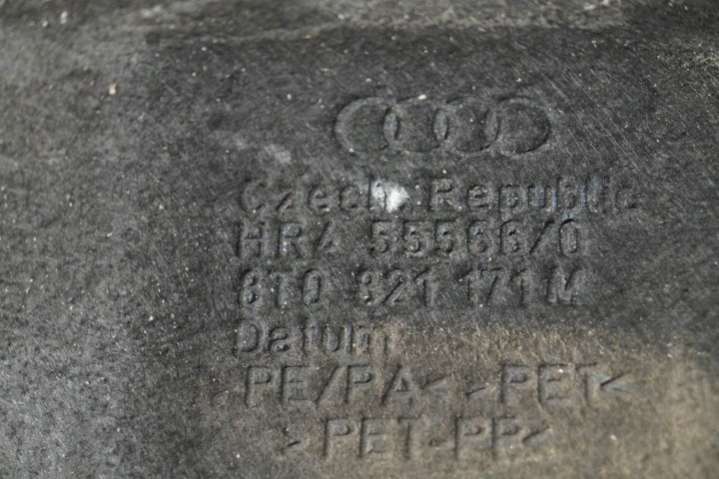 Czech Republic
HRA 55566/0
8T0 821 171 M
Datum
>PE/PA< >PET<
>PET-PP<